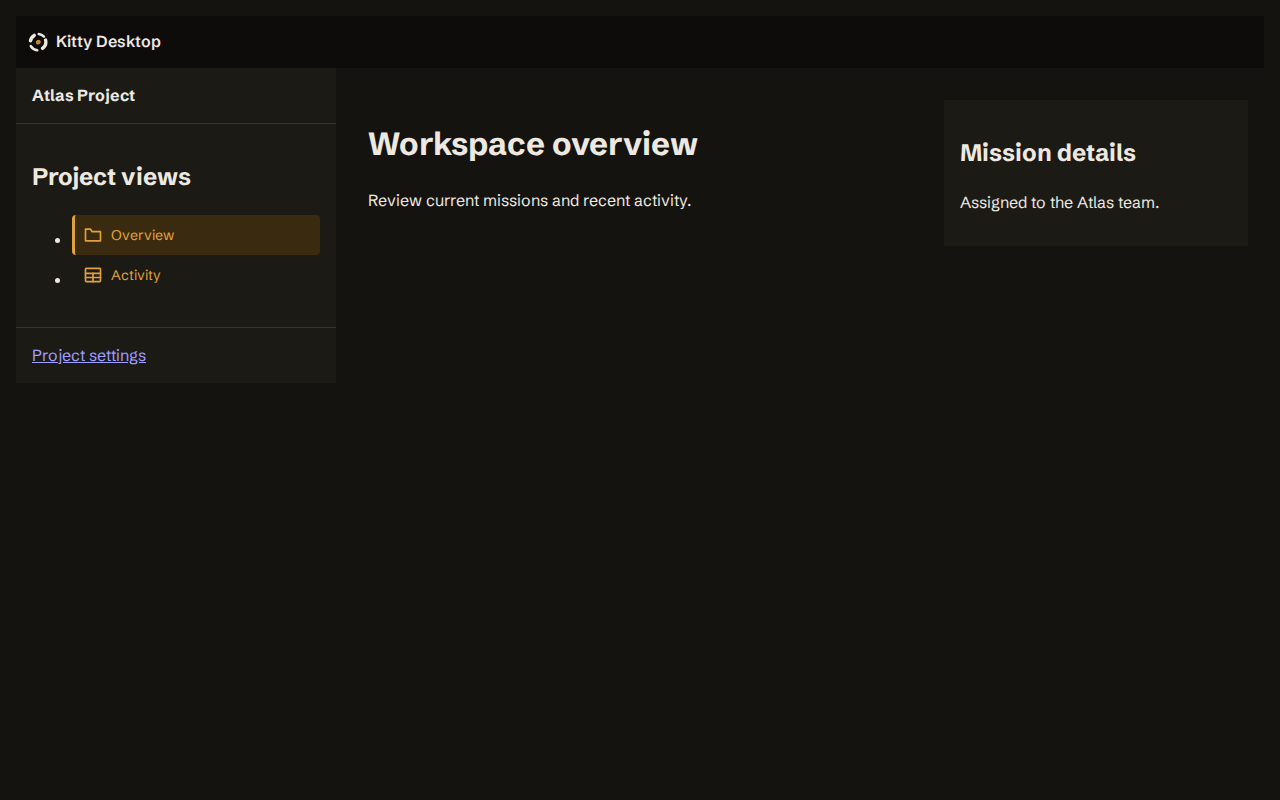 Kitty Desktop
Atlas Project
Project views
Overview
Activity
Project settings
Workspace overview
Review current missions and recent activity.
Mission details
Assigned to the Atlas team.